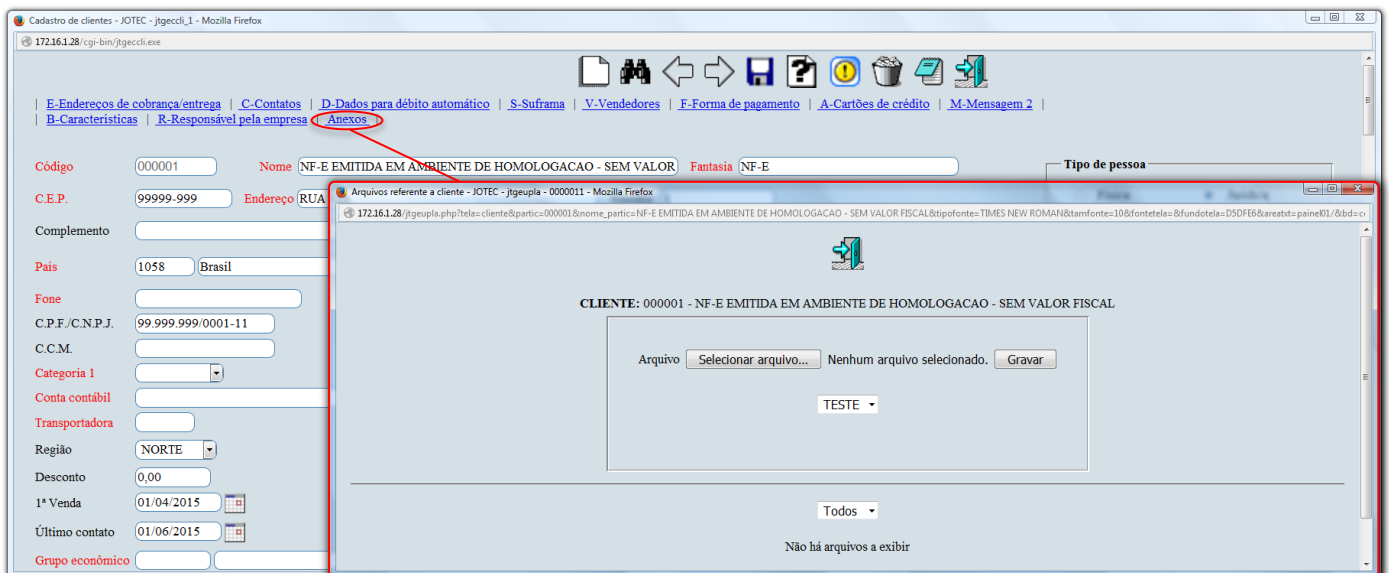 Cadastro de clientes - JOTEC - jtgeccli_1 - Mozilla Firefox
172.16.1.28/cgi-bin/jtgeccli.exe
| E-Endereços de cobrança/entrega | C-Contatos | D-Dados para débito automático | S-Suframa | V-Vendedores | F-Forma de pagamento | A-Cartões de crédito | M-Mensagem 2 |
| B-Caracteristicas | R-Responsável pela empresa | Anexos |
Código 000001 Nome NF-E EMITIDA EM AMBIENTE DE HOMOLOGACAO - SEM VALOR Fantasia NF-E Tipo de pessoa
C.E.P. 99999-999 Endereço RUA
Complemento
País 1058 Brasil
Fone
C.P.F./C.N.P.J. 99.999.999/0001-11
C.C.M.
Categoria 1
Conta contábil
Transportadora
Região NORTE
Desconto 0,00
1ª Venda 01/04/2015
Último contato 01/06/2015
Grupo econômico
Arquivos referente a cliente - JOTEC - jtgeupla - 0000011 - Mozilla Firefox
172.16.1.28/jtgeupla.php?tela=cliente&partic=000001&nome_partic=NF-E EMITIDA EM AMBIENTE DE HOMOLOGACAO - SEM VALOR FISCAL&tipofonte=TIMES NEW ROMAN&tamfonte=10&fontetela=&fundotela=D5DFE6&areatxt=painel01/&bd=c
CLIENTE: 000001 - NF-E EMITIDA EM AMBIENTE DE HOMOLOGACAO - SEM VALOR FISCAL
Arquivo Selecionar arquivo... Nenhum arquivo selecionado. Gravar
TESTE
Todos
Não há arquivos a exibir